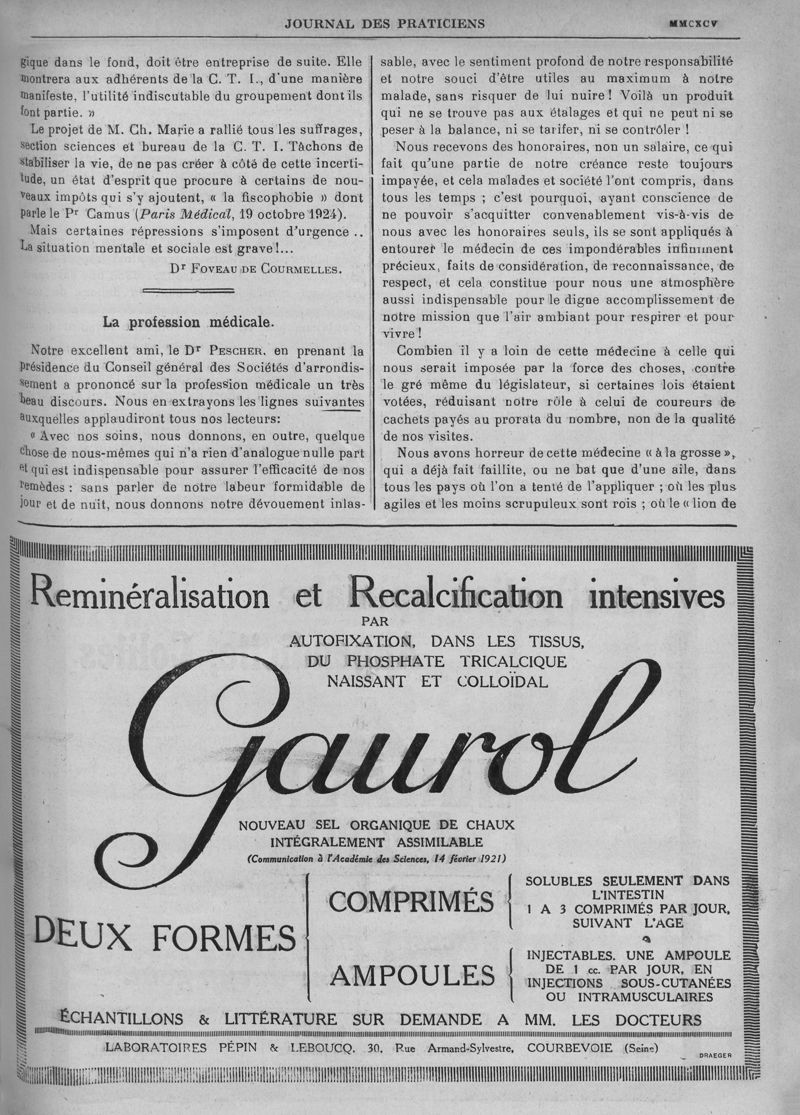 JOURNAL DES PRATICIENS
MMCXCV
gique dans le fond, doit être entreprise de suite. Elle
montrera aux adhérents de la C. T. I., d'une manière
manifeste, l'utilité indiscutable du groupement dont ils
font partie. »
Le projet de M. Ch. Marie a rallié tous les suffrages,
section sciences et bureau de la C. T. I. Tâchons de
stabiliser la vie, de ne pas créer à côté de cette incerti-
tude, un état d'esprit que procure à certains de nou-
veaux impôts qui s'y ajoutent, « la fiscophobie » dont
parle le Pr Camus (Paris Médical, 19 octobre 1924).
Mais certaines répressions s'imposent d'urgence ..
La situation mentale et sociale est grave !...
Dr FOVEAU DE COURMELLES.
La profession médicale.
Notre excellent ami, le Dr PESCHER, en prenant la
présidence du Conseil général des Sociétés d'arrondis-
sement a prononcé sur la profession médicale un très
beau discours. Nous en extrayons les lignes suivantes
auxquelles applaudiront tous nos lecteurs:
« Avec nos soins, nous donnons, en outre, quelque
chose de nous-mêmes qui n'a rien d'analogue nulle part
et qui est indispensable pour assurer l'efficacité de nos
remèdes : sans parler de notre labeur formidable de
jour et de nuit, nous donnons notre dévouement inlas-
sable, avec le sentiment profond de notre responsabilité
et notre souci d'être utiles au maximum à notre
malade, sans risquer de lui nuire ! Voilà un produit
qui ne se trouve pas aux étalages et qui ne peut ni se
peser à la balance, ni se tarifer, ni se contrôler !
Nous recevons des honoraires, non un salaire, ce qui
fait qu'une partie de notre créance reste toujours
impayée, et cela malades et société l'ont compris, dans
tous les temps ; c'est pourquoi, ayant conscience de
ne pouvoir s'acquitter convenablement vis-à-vis de
nous avec les honoraires seuls, ils se sont appliqués à
entourer le médecin de ces impondérables infiniment
précieux, faits de considération, de reconnaissance, de
respect, et cela constitue pour nous une atmosphère
aussi indispensable pour le digne accomplissement de
notre mission que l'air ambiant pour respirer et pour
vivre !
Combien il y a loin de cette médecine à celle qui
nous serait imposée par la force des choses, contre
le gré même du législateur, si certaines lois étaient
votées, réduisant notre rôle à celui de coureurs de
cachets payés au prorata du nombre, non de la qualité
de nos visites.
Nous avons horreur de cette médecine « à la grosse »,
qui a déjà fait faillite, ou ne bat que d'une aile, dans
tous les pays où l'on a tenté de l'appliquer ; où les plus
agiles et les moins scrupuleux sont rois ; où le « lion de
Reminéralisation et Recalcification intensives
PAR
AUTOFIXATION, DANS LES TISSUS,
DU PHOSPHATE TRICALCIQUE
NAISSANT ET COLLOÏDAL
Gaurol
NOUVEAU SEL ORGANIQUE DE CHAUX
INTÉGRALEMENT ASSIMILABLE
(Communication à l'Académie des Sciences, 14 février 1921)
DEUX FORMES
COMPRIMÉS
SOLUBLES SEULEMENT DANS
L'INTESTIN
1 A 3 COMPRIMÉS PAR JOUR,
SUIVANT L'AGE
AMPOULES
INJECTABLES. UNE AMPOULE
DE 1 cc. PAR JOUR, EN
INJECTIONS SOUS-CUTANÉES
OU INTRAMUSCULAIRES
ÉCHANTILLONS & LITTÉRATURE SUR DEMANDE A MM. LES DOCTEURS
LABORATOIRES PÉPIN & LEBOUCQ, 30, Rue Armand-Sylvestre, COURBEVOIE (Seine)
DRAEGER